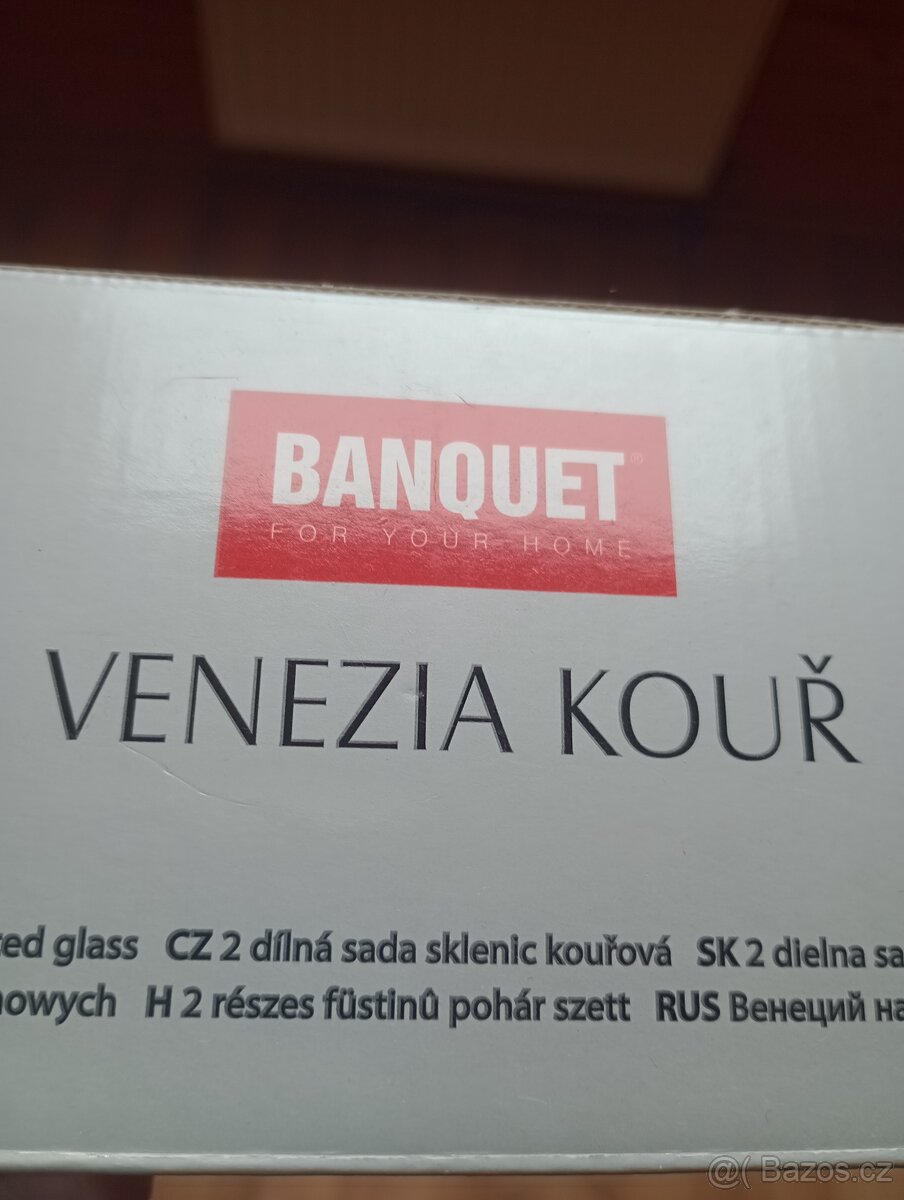 BANQUET®
FOR YOUR HOME
VENEZIA KOUŘ
glass CZ 2 dílná sada sklenic kouřová SK 2 dielna
H 2 részes füstinű pohár szett RUS Венеций
@( Bazos.cz